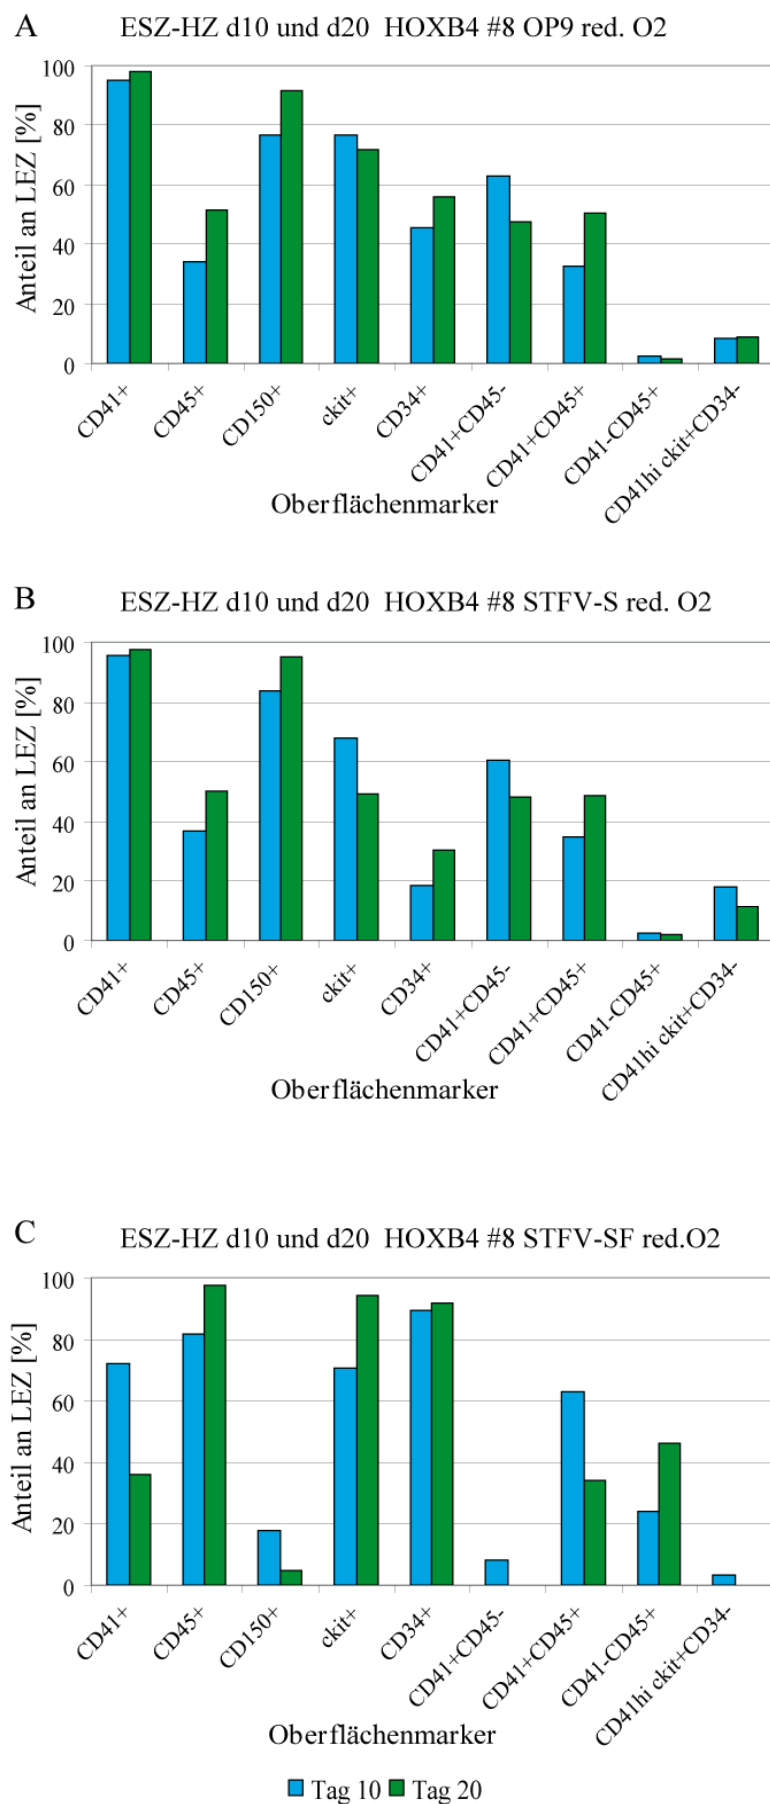 A
ESZ-HZ d10 und d20 HOXB4 #8 OP9 red. O2
Anteil an LEZ [%]
100
80
60
40
20
0
CD41+
CD45+
CD150+
ckit+
CD34+
CD41+CD45-
CD41+CD45+
CD41-CD45+
CD41hi ckit+CD34-
Oberflächenmarker
B
ESZ-HZ d10 und d20 HOXB4 #8 STFV-S red. O2
Anteil an LEZ [%]
100
80
60
40
20
0
CD41+
CD45+
CD150+
ckit+
CD34+
CD41+CD45-
CD41+CD45+
CD41-CD45+
CD41hi ckit+CD34-
Oberflächenmarker
C
ESZ-HZ d10 und d20 HOXB4 #8 STFV-SF red.O2
Anteil an LEZ [%]
100
80
60
40
20
0
CD41+
CD45+
CD150+
ckit+
CD34+
CD41+CD45-
CD41+CD45+
CD41-CD45+
CD41hi ckit+CD34-
Oberflächenmarker
Tag 10 Tag 20